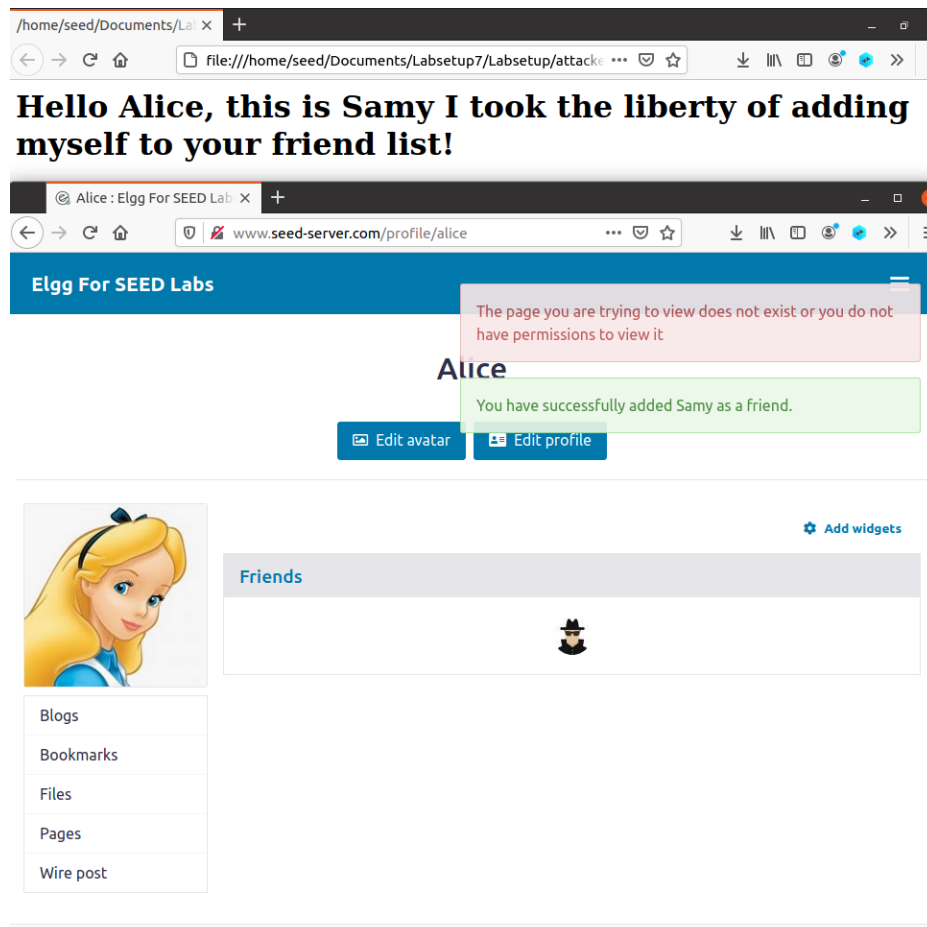 /home/seed/Documents/La
file:///home/seed/Documents/Labsetup7/Labsetup/attacke
Hello Alice, this is Samy I took the liberty of adding
myself to your friend list!
Alice : Elgg For SEED Lab
www.seed-server.com/profile/alice
Elgg For SEED Labs
The page you are trying to view does not exist or you do not
have permissions to view it
Alice
You have successfully added Samy as a friend.
Edit avatar
Edit profile
Add widgets
Friends
Blogs
Bookmarks
Files
Pages
Wire post